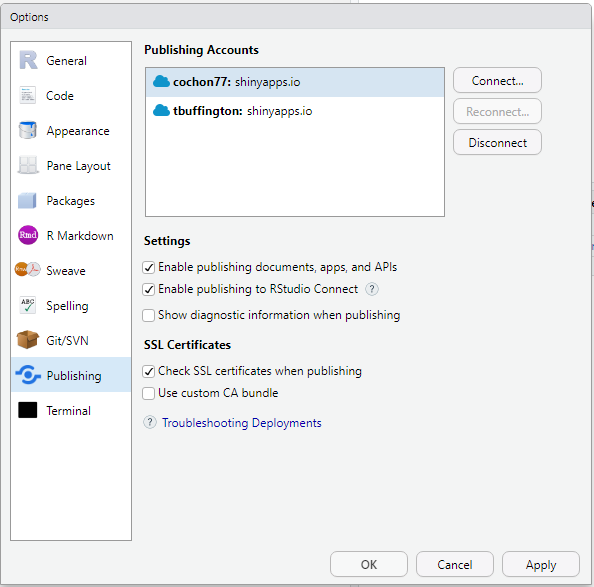 Options
General
Code
Appearance
Pane Layout
Packages
Rmd R Markdown
Rnw Sweave
ABC Spelling
Git/SVN
Publishing
Terminal
Publishing Accounts
cochon77: shinyapps.io
tbuffington: shinyapps.io
Connect...
Reconnect...
Disconnect
Settings
Enable publishing documents, apps, and APIs
Enable publishing to RStudio Connect ?
Show diagnostic information when publishing
SSL Certificates
Check SSL certificates when publishing
Use custom CA bundle
? Troubleshooting Deployments
OK Cancel Apply